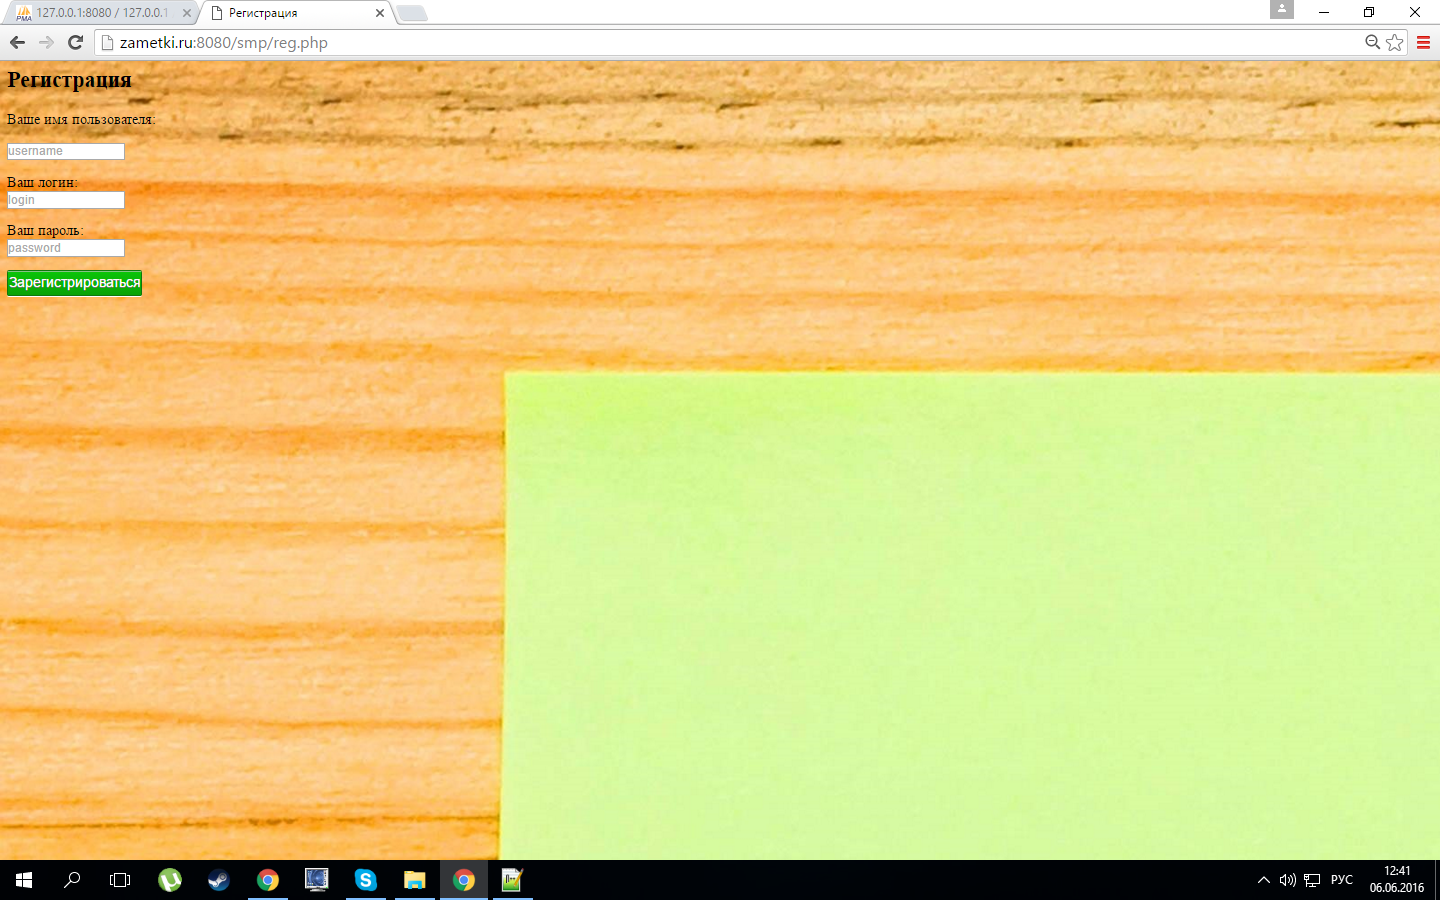 127.0.0.1:8080 / 127.0.0.1
Регистрация
zametki.ru:8080/smp/reg.php
Регистрация
Ваше имя пользователя:
username
Ваш логин:
login
Ваш пароль:
password
Зарегистрироваться
РУС
12:41
06.06.2016